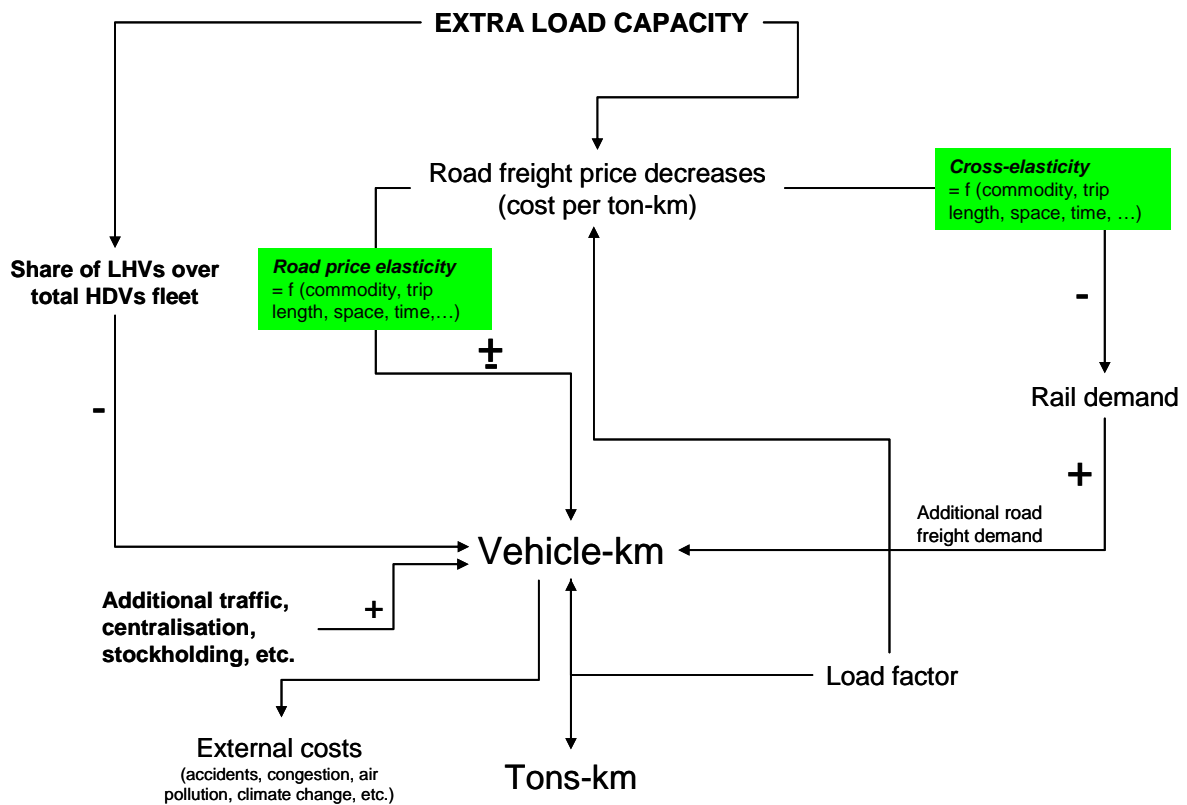 EXTRA LOAD CAPACITY
Road freight price decreases
(cost per ton-km)
Cross-elasticity
= f (commodity, trip
length, space, time, …)
Share of LHVs over
total HDVs fleet
Road price elasticity
= f (commodity, trip
length, space, time,…)
±
-
-
-
Rail demand
+
Additional road
freight demand
Vehicle-km
Additional traffic,
centralisation,
stockholding, etc.
+
Load factor
External costs
(accidents, congestion, air
pollution, climate change, etc.)
Tons-km